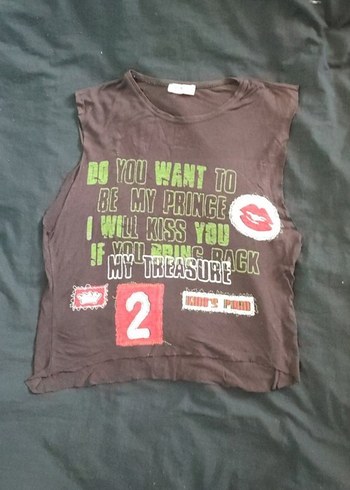 DO YOU WANT TO
BE MY PRINCE
I WILL KISS YOU
IF YOU BRING BACK
MY TREASURE
2